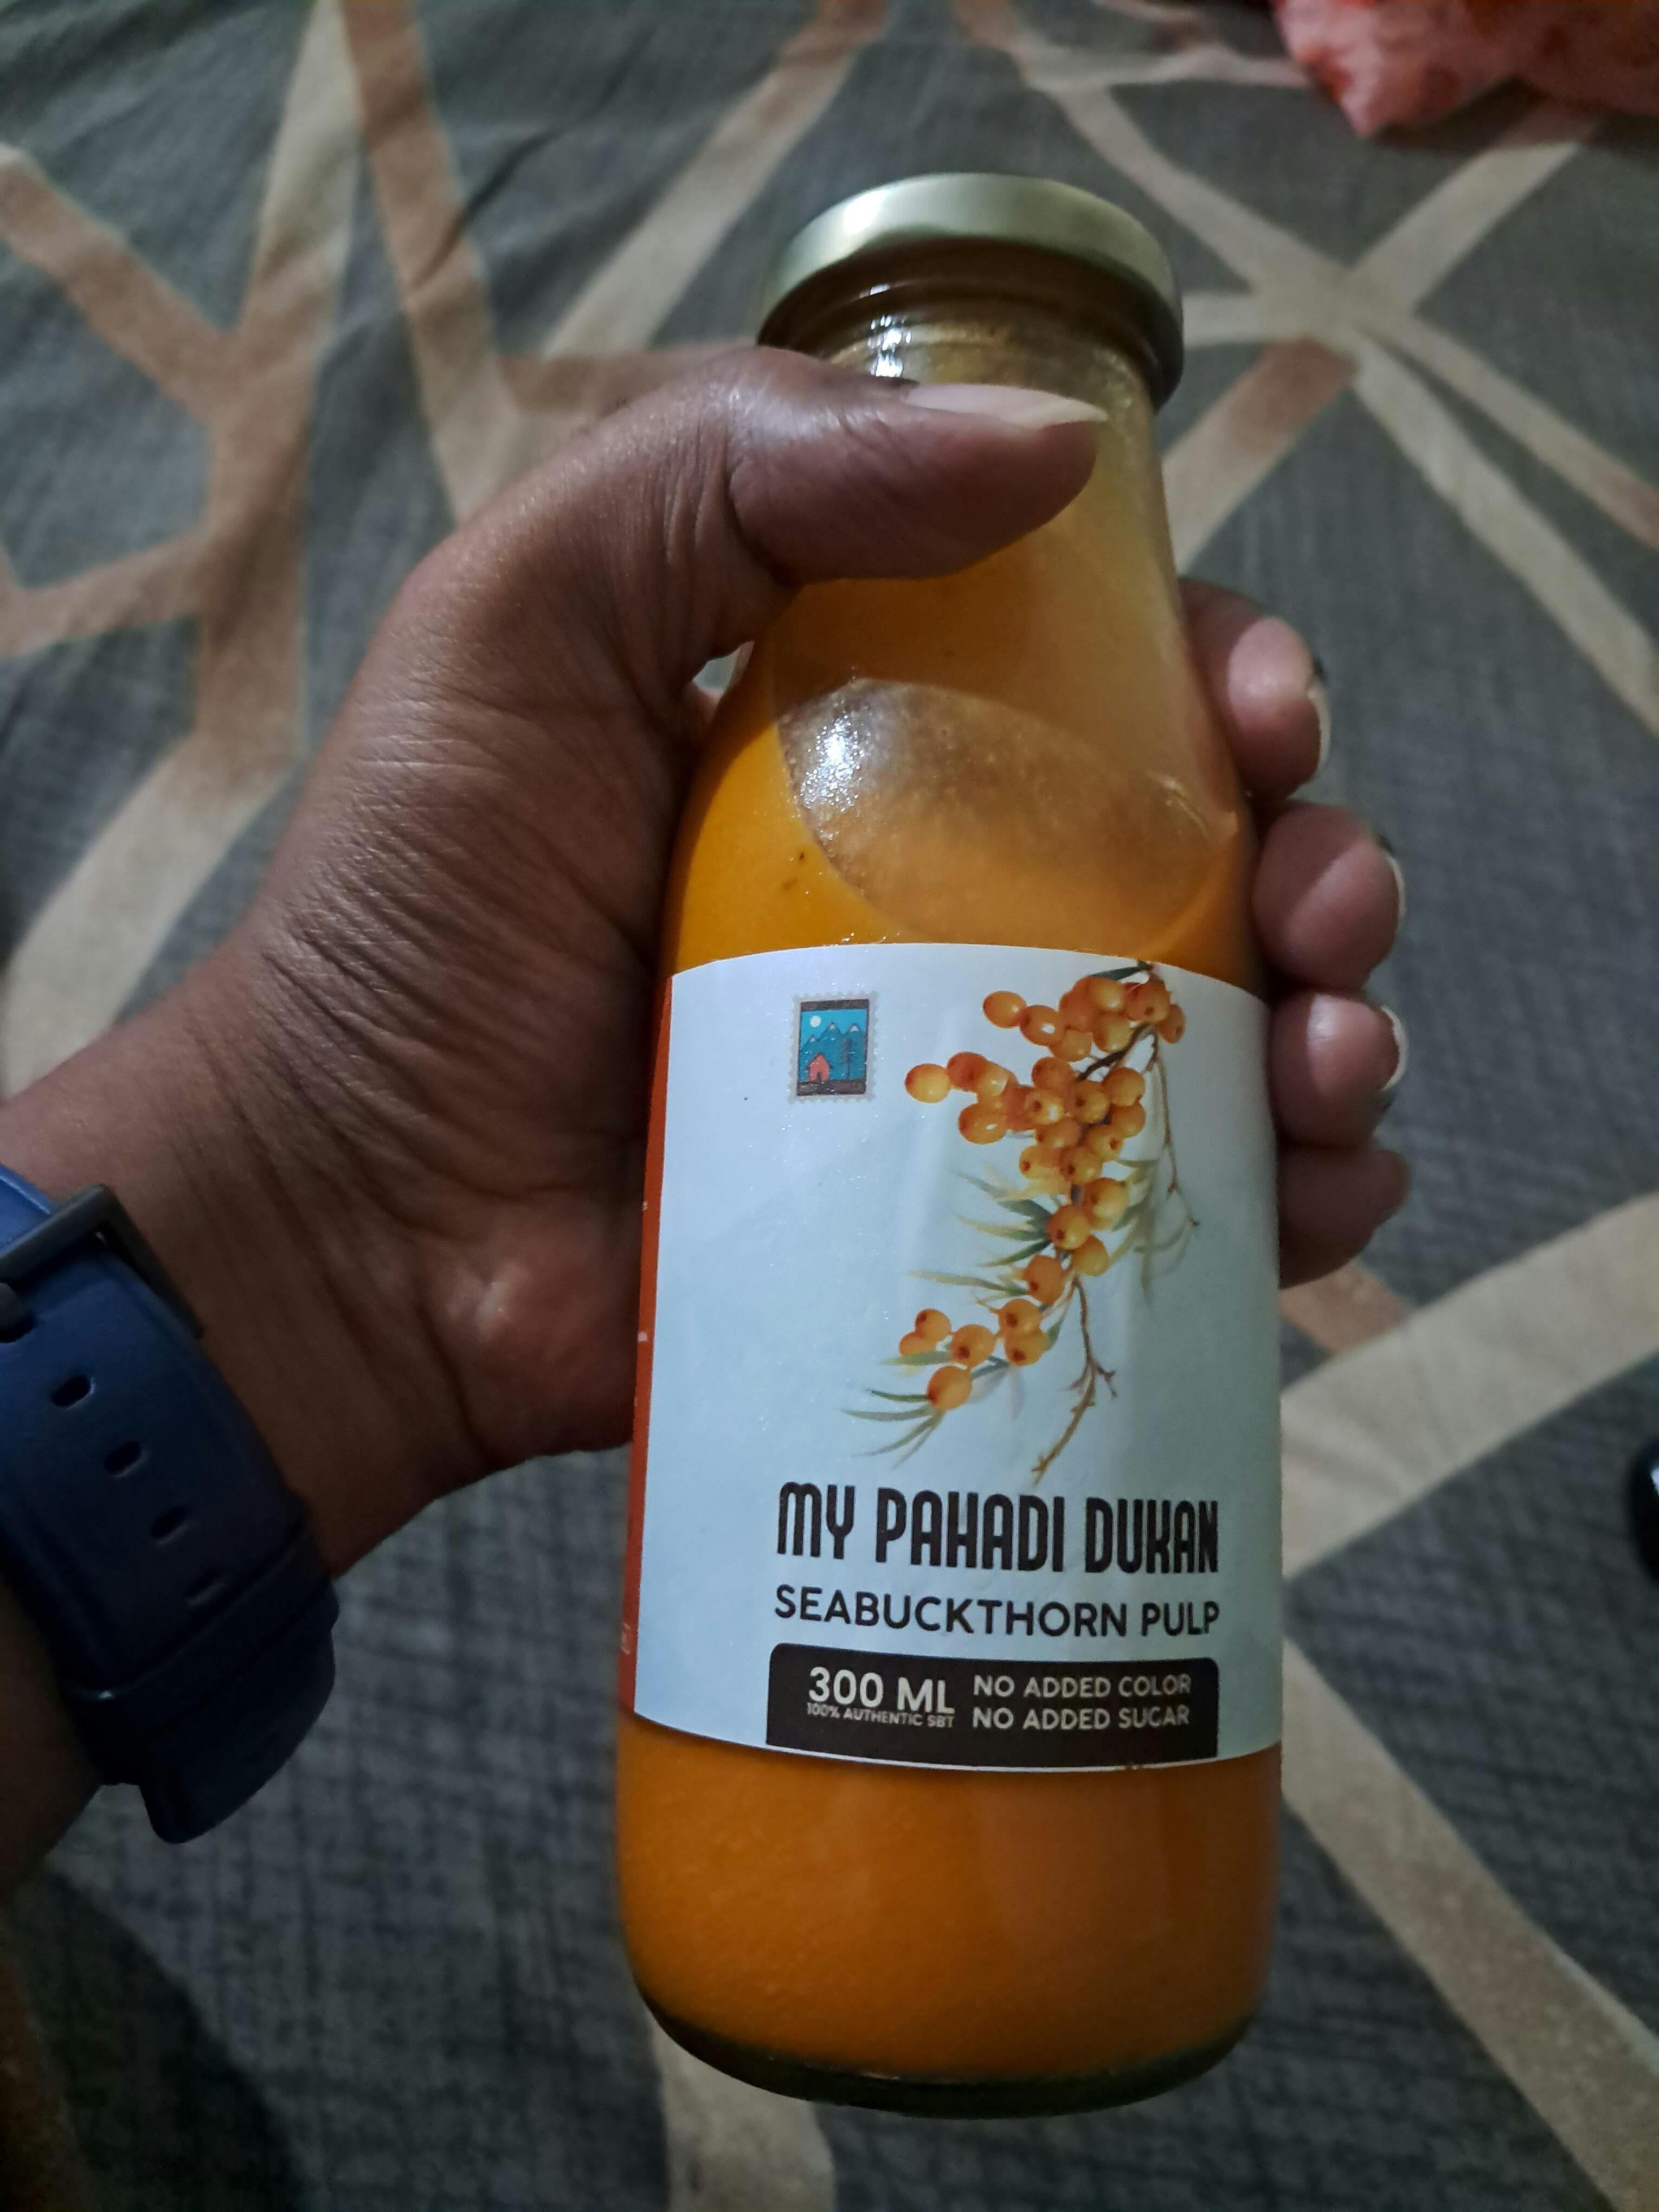 MY PAHADI DUKAN
SEABUCKTHORN PULP
300 ML
100% AUTHENTIC SBT
NO ADDED COLOR
NO ADDED SUGAR